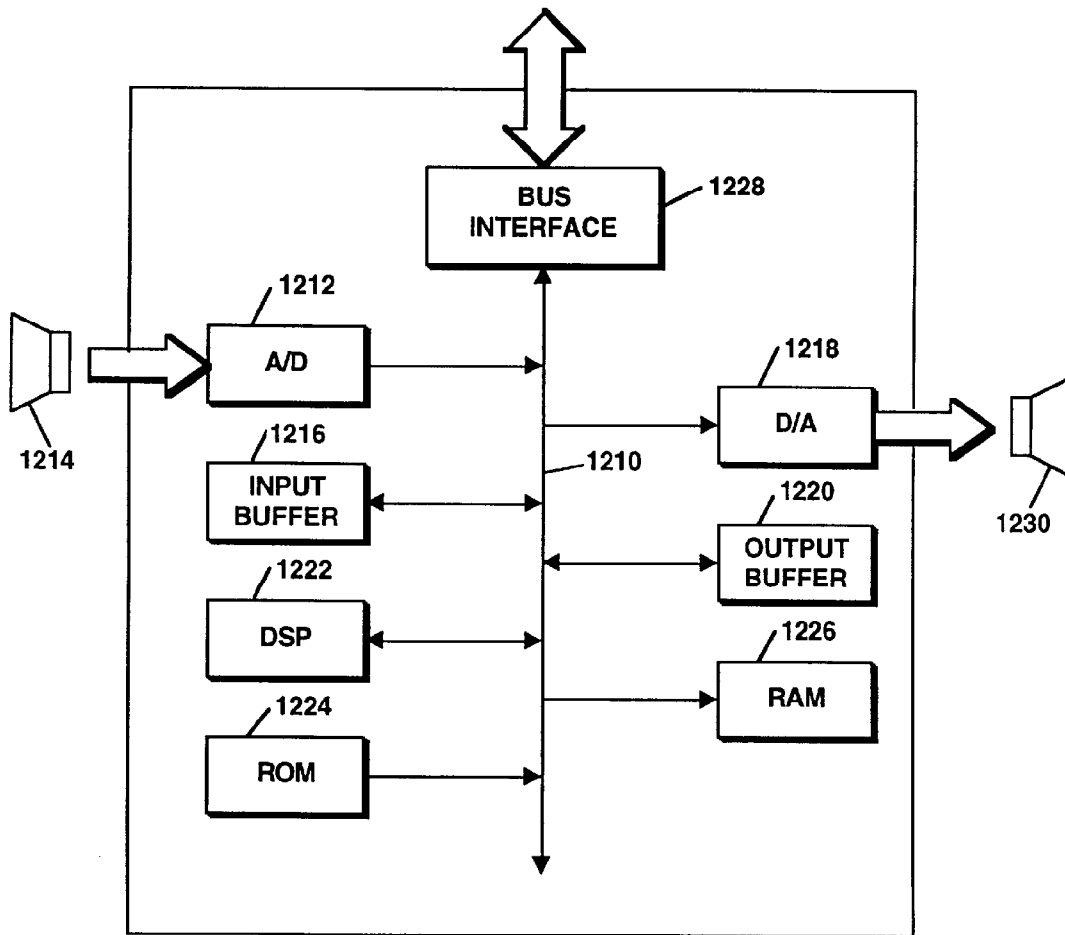 1228
BUS
INTERFACE
1212
A/D
1214
1218
D/A
1216
INPUT
BUFFER
1210
1230
1220
OUTPUT
BUFFER
1222
DSP
1226
RAM
1224
ROM